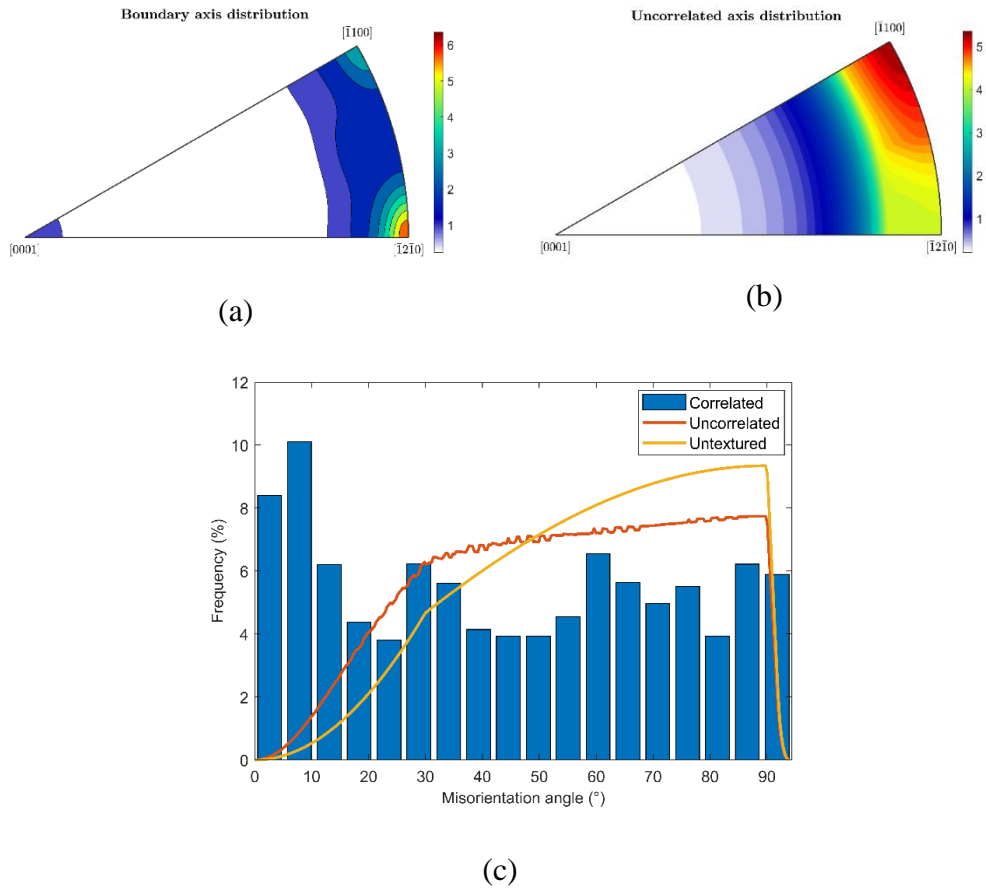 Boundary axis distribution
[1̄100]
6
5
4
3
2
1
[0001]
[1̄21̄0]
(a)
Uncorrelated axis distribution
[1̄100]
5
4
3
2
1
[0001]
[1̄21̄0]
(b)
12
10
8
6
4
2
0
Frequency (%)
Correlated
Uncorrelated
Untextured
0 10 20 30 40 50 60 70 80 90
Misorientation angle (°)
(c)